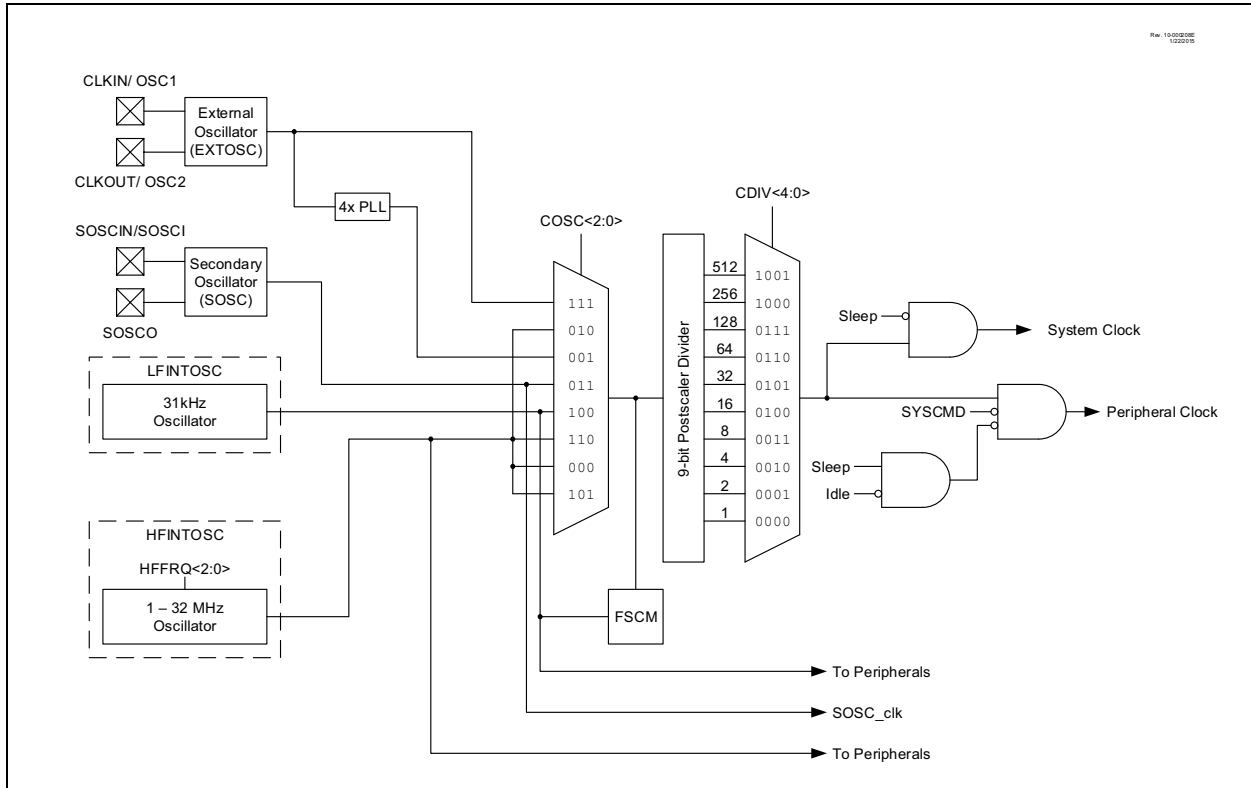 Rev. 10-000208E
1/22/2015
CLKIN/ OSC1
External
Oscillator
(EXTOSC)
CLKOUT/ OSC2
4x PLL
SOSCIN/SOSCI
Secondary
Oscillator
(SOSC)
SOSCO
LFINTOSC
31kHz
Oscillator
HFINTOSC
HFFRQ<2:0>
1 – 32 MHz
Oscillator
COSC<2:0>
111
010
001
011
100
110
000
101
FSCM
9-bit Postscaler Divider
CDIV<4:0>
512
1001
256
1000
128
0111
64
0110
32
0101
16
0100
8
0011
4
0010
2
0001
1
0000
Sleep
System Clock
SYSCMD
Peripheral Clock
Sleep
Idle
To Peripherals
SOSC_clk
To Peripherals